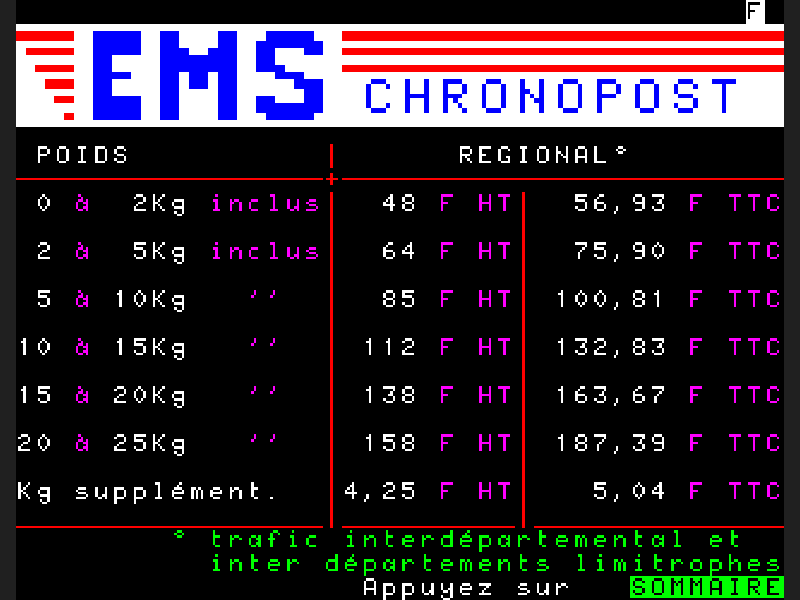 F
EMS CHRONOPOST
POIDS REGIONAL°
0 à 2Kg inclus 48 F HT 56,93 F TTC
2 à 5Kg inclus 64 F HT 75,90 F TTC
5 à 10Kg ′′ 85 F HT 100,81 F TTC
10 à 15Kg ′′ 112 F HT 132,83 F TTC
15 à 20Kg ′′ 138 F HT 163,67 F TTC
20 à 25Kg ′′ 158 F HT 187,39 F TTC
Kg supplément. 4,25 F HT 5,04 F TTC
° trafic interdépartemental et
inter départements limitrophes
Appuyez sur SOMMAIRE